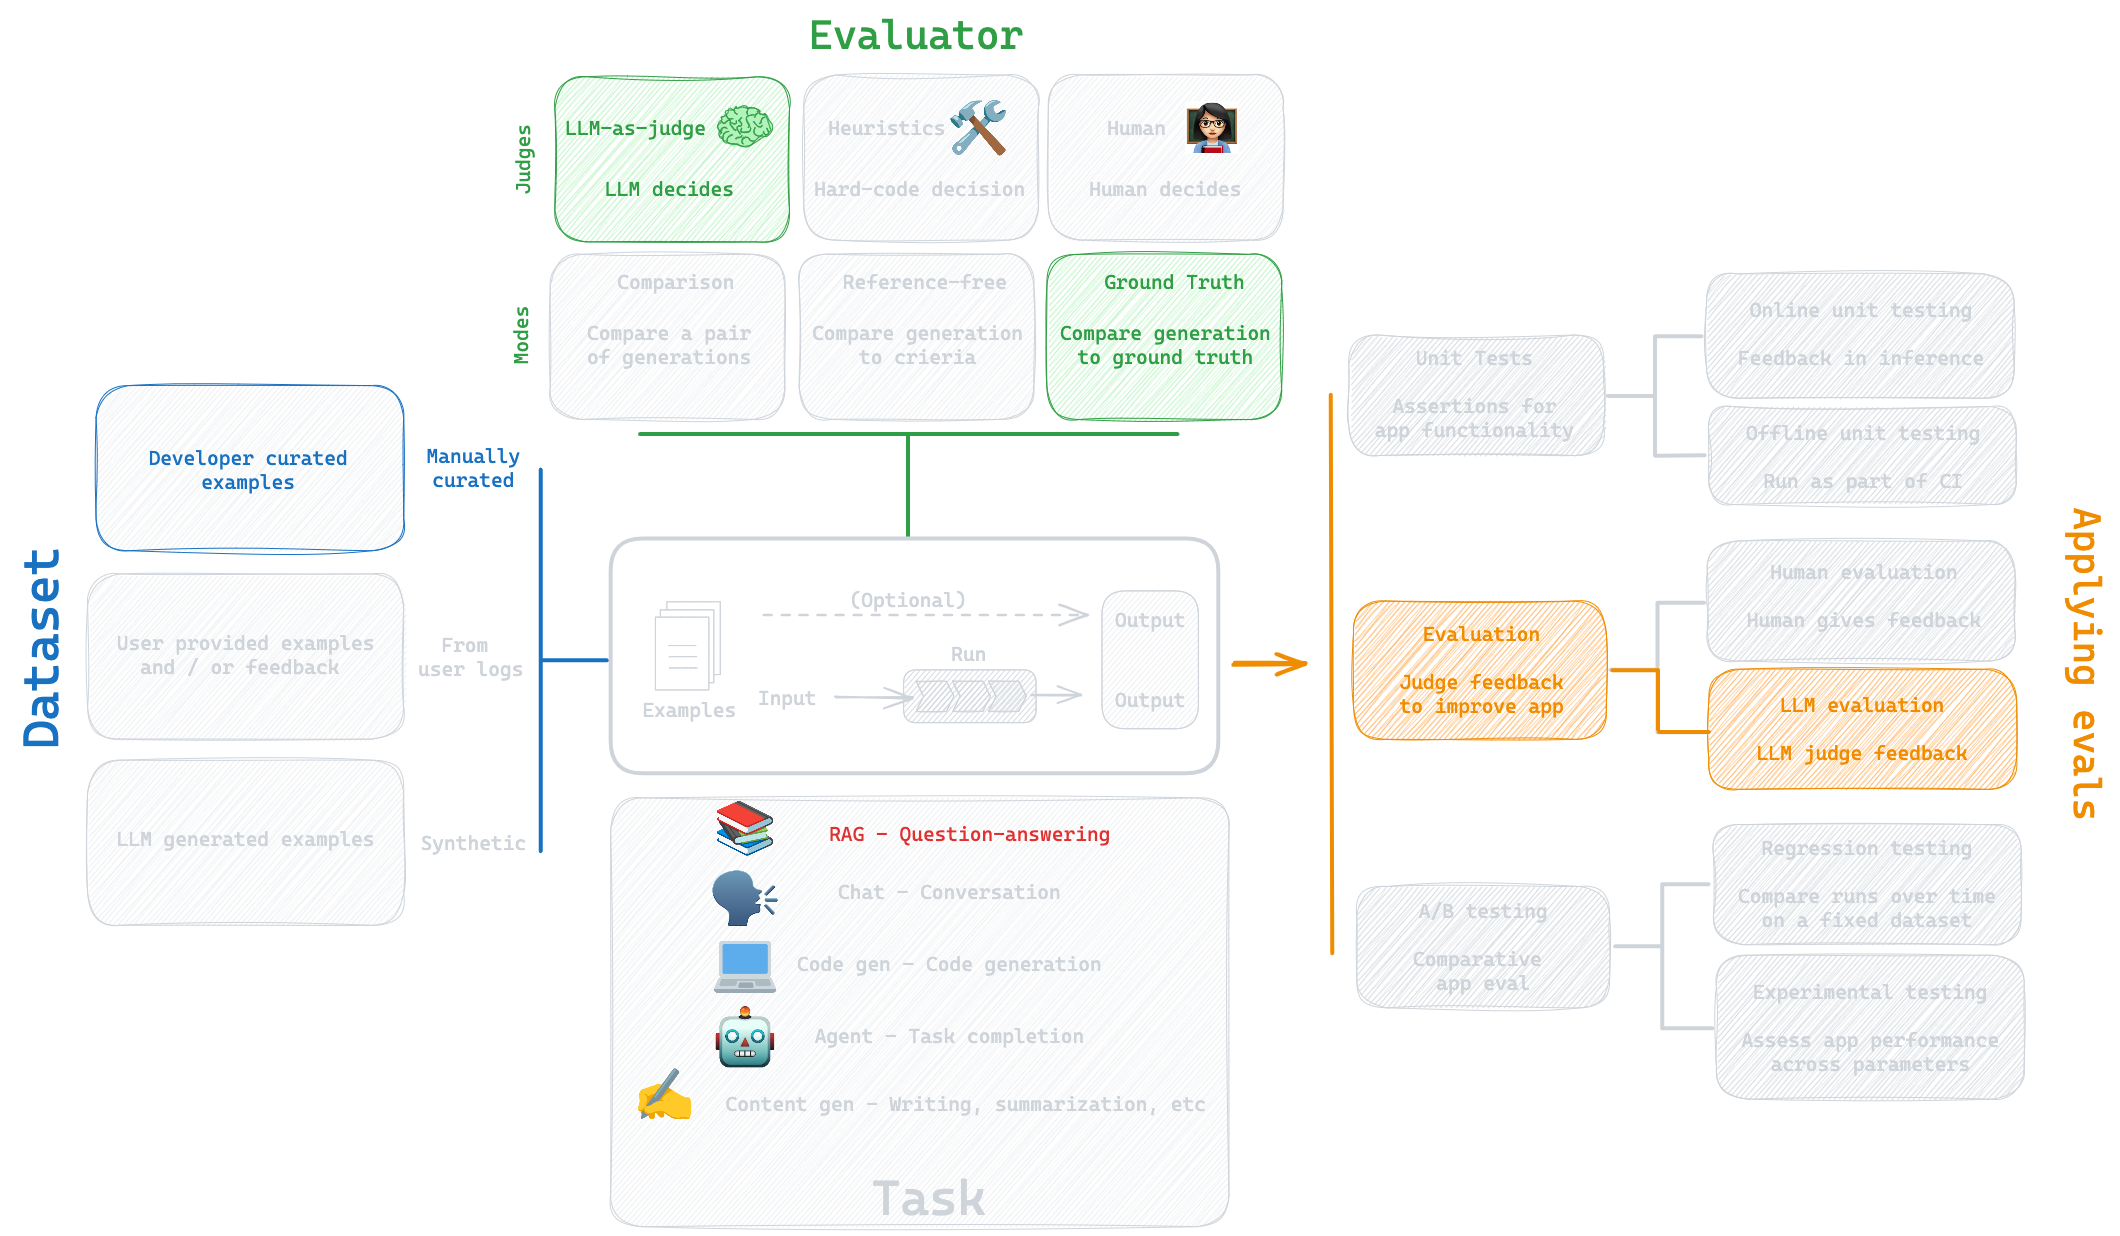 Evaluator
Judges
LLM-as-judge
LLM decides
Heuristics
Hard-code decision
Human
Human decides
Modes
Comparison
Compare a pair
of generations
Reference-free
Compare generation
to crieria
Ground Truth
Compare generation
to ground truth
Dataset
Developer curated
examples
Manually
curated
User provided examples
and / or feedback
From
user logs
LLM generated examples
Synthetic
Examples
(Optional)
Input
Run
Output
Output
Task
RAG - Question-answering
Chat - Conversation
Code gen - Code generation
Agent - Task completion
Content gen - Writing, summarization, etc
Applying evals
Unit Tests
Assertions for
app functionality
Online unit testing
Feedback in inference
Offline unit testing
Run as part of CI
Evaluation
Judge feedback
to improve app
Human evaluation
Human gives feedback
LLM evaluation
LLM judge feedback
A/B testing
Comparative
app eval
Regression testing
Compare runs over time
on a fixed dataset
Experimental testing
Assess app performance
across parameters